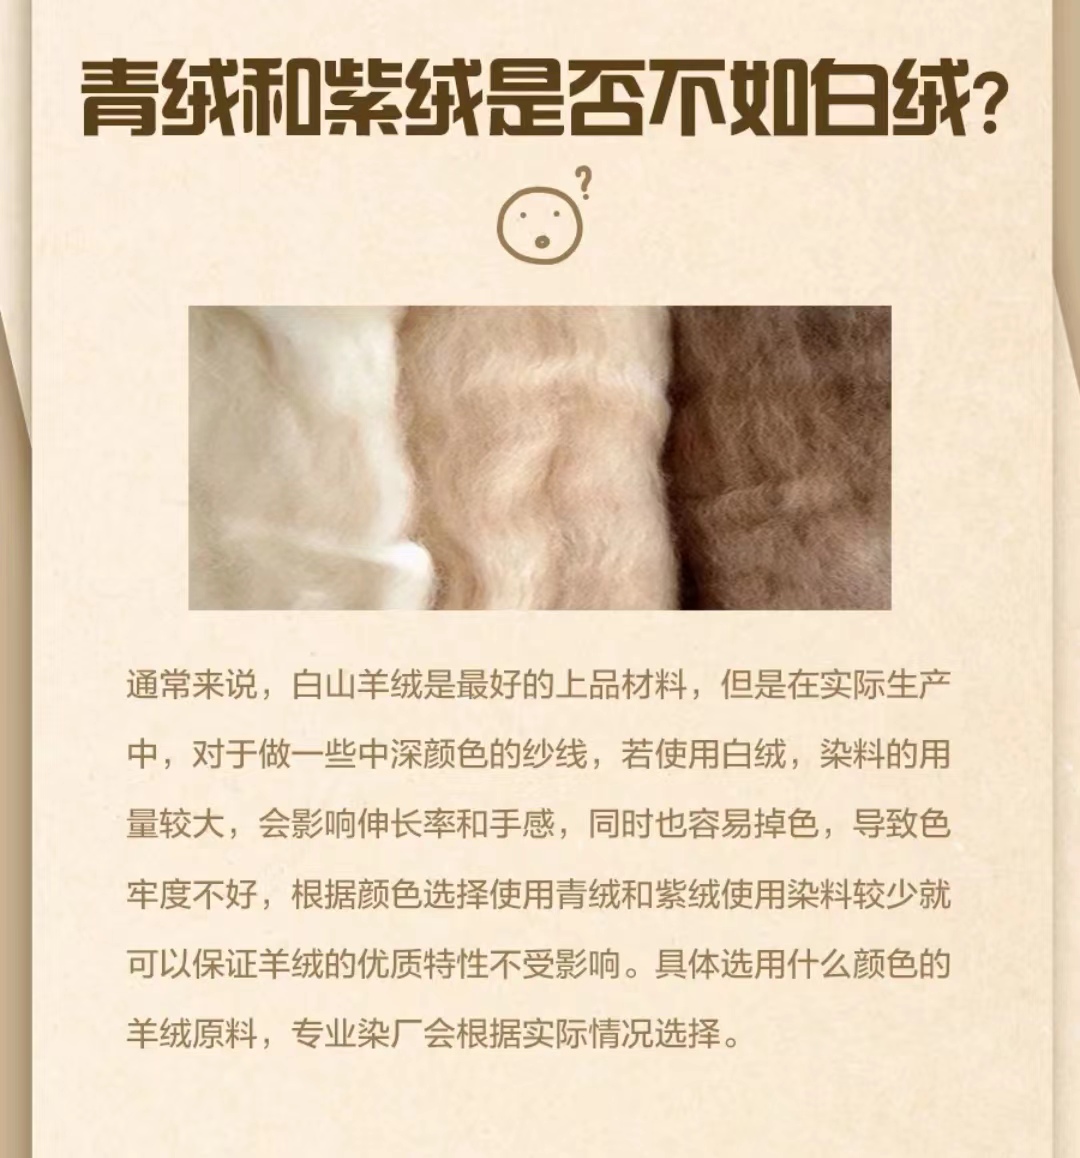 青绒和紫绒是否不如白绒?
?
通常来说，白山羊绒是最好的上品材料，但是在实际生产
中，对于做一些中深颜色的纱线，若使用白绒，染料的用
量较大，会影响伸长率和手感，同时也容易掉色，导致色
牢度不好，根据颜色选择使用青绒和紫绒使用染料较少就
可以保证羊绒的优质特性不受影响。具体选用什么颜色的
羊绒原料，专业染厂会根据实际情况选择。